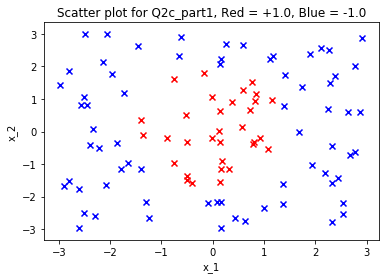 Scatter plot for Q2c_part1, Red = +1.0, Blue = -1.0
3
2
1
0
−1
−2
−3
x_2
−3 −2 −1 0 1 2 3
x_1